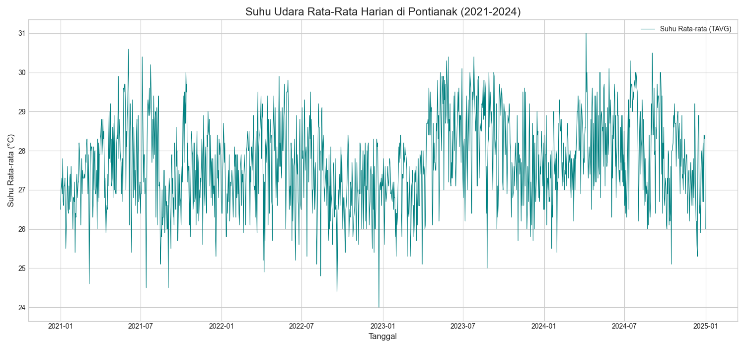 Suhu Udara Rata-Rata Harian di Pontianak (2021-2024)
Suhu Rata-rata (TAVG)
Suhu Rata-rata (°C)
31
30
29
28
27
26
25
24
2021-01 2021-07 2022-01 2022-07 2023-01 2023-07 2024-01 2024-07 2025-01
Tanggal